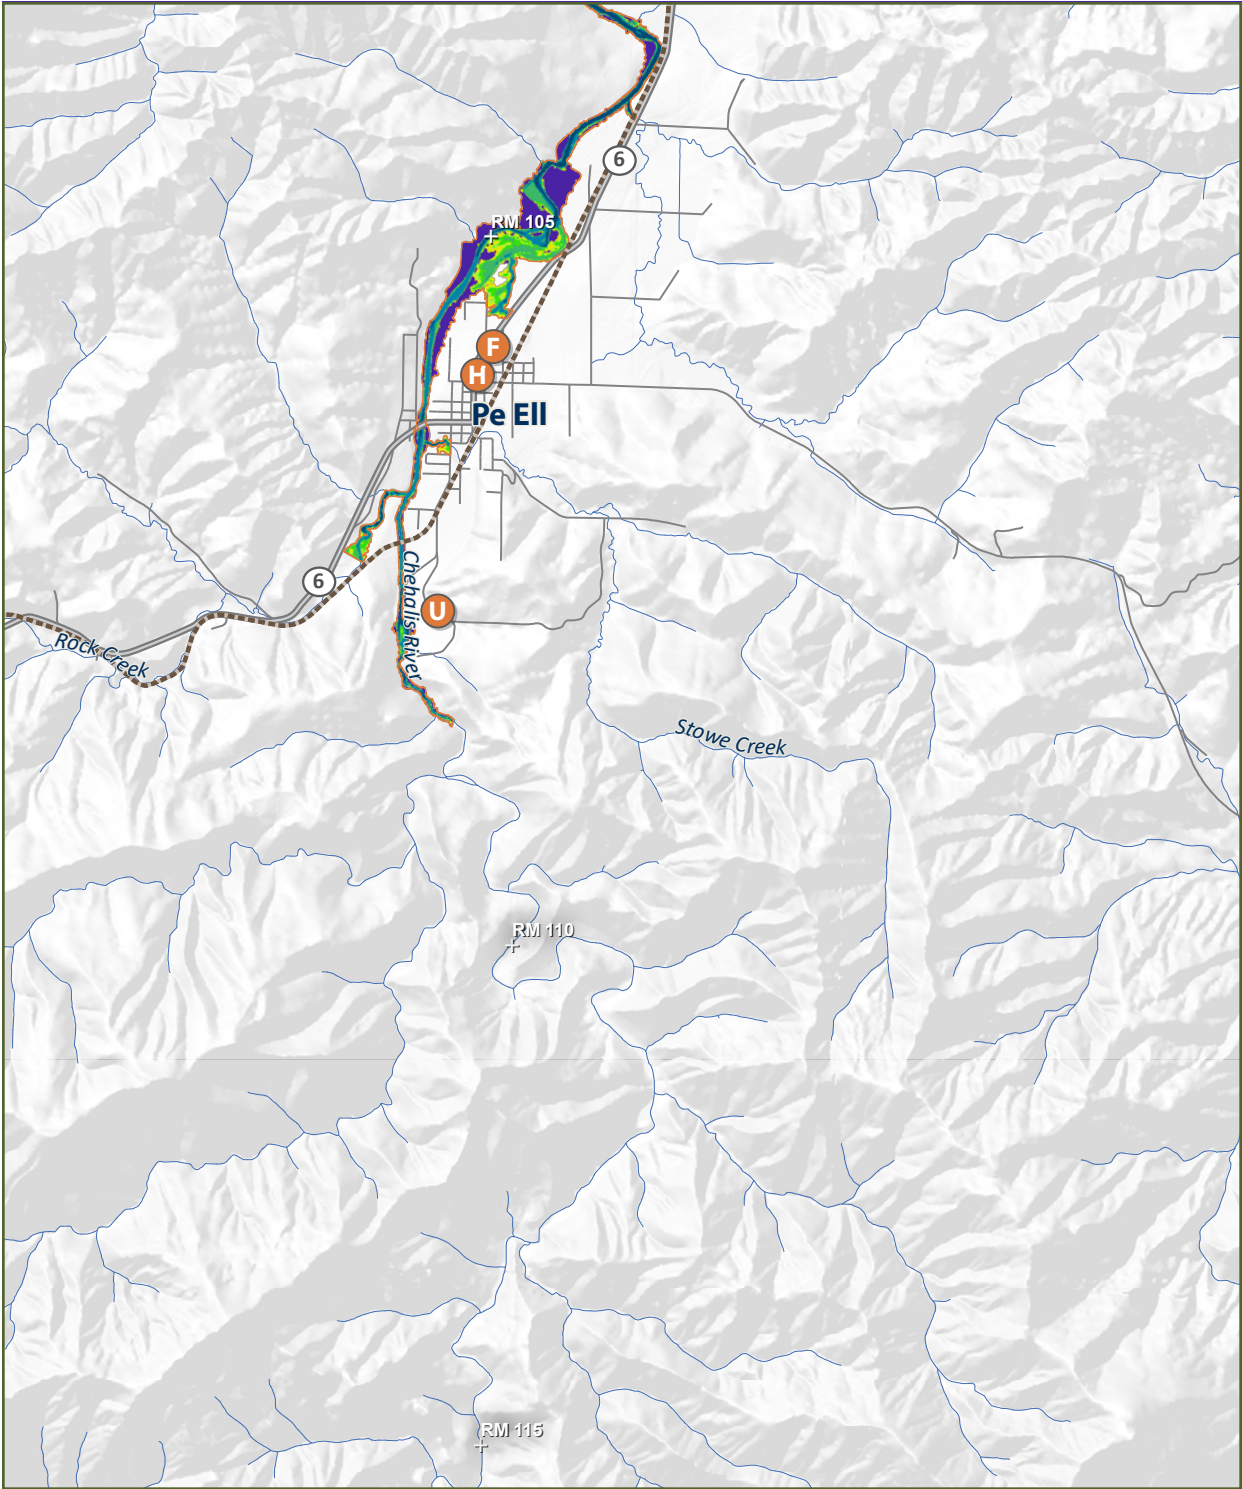 6
RM 105
F
H
Pe Ell
Chehalis River
6
U
Rock Creek
Stowe Creek
RM 110
RM 115